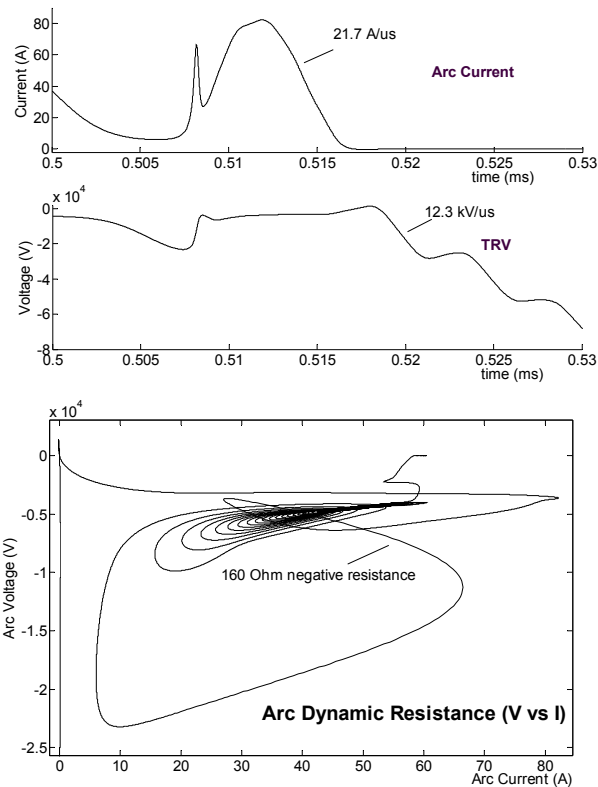 80
60
40
20
0
Current (A)
21.7 A/us
Arc Current
0.5 0.505 0.51 0.515 0.52 0.525 0.53
time (ms)
x 10^4
0
-2
-4
-6
-8
Voltage (V)
12.3 kV/us
TRV
0.5 0.505 0.51 0.515 0.52 0.525 0.53
time (ms)
x 10^4
0
-0.5
-1
-1.5
-2
-2.5
Arc Voltage (V)
160 Ohm negative resistance
Arc Dynamic Resistance (V vs I)
0 10 20 30 40 50 60 70 80
Arc Current (A)